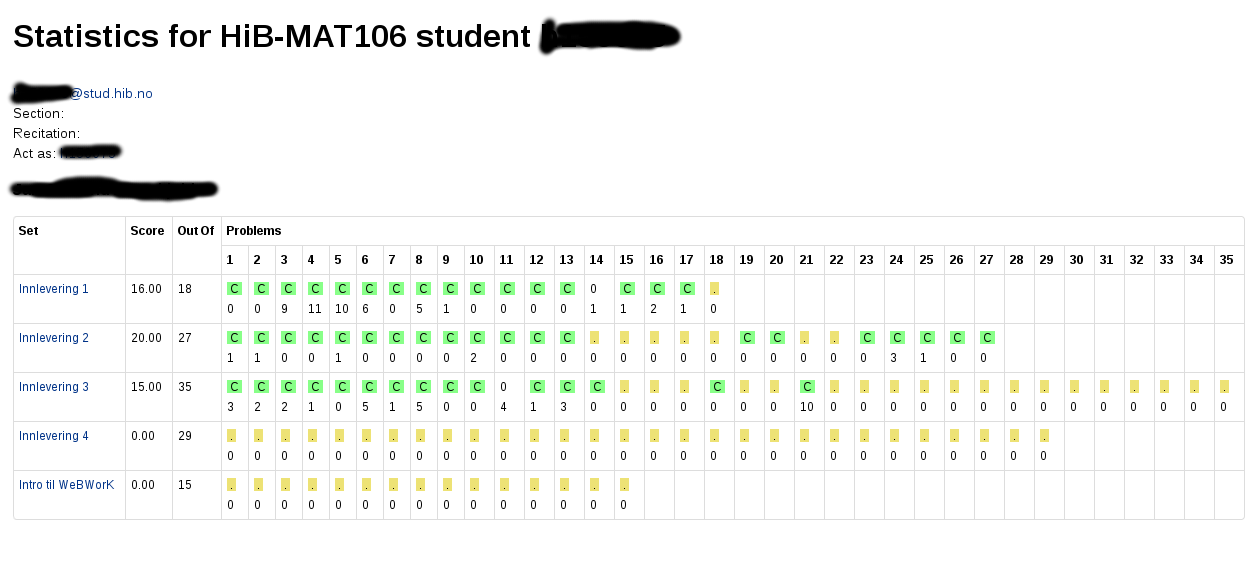 Statistics for HiB-MAT106 student
@stud.hib.no
Section:
Recitation:
Act as:
Set Score Out Of Problems
1 2 3 4 5 6 7 8 9 10 11 12 13 14 15 16 17 18 19 20 21 22 23 24 25 26 27 28 29 30 31 32 33 34 35
Innlevering 1 16.00 18 C C C C C C C C C C C C C 0 C C C .
0 0 9 11 10 6 0 5 1 0 0 0 0 1 1 2 1 0
Innlevering 2 20.00 27 C C C C C C C C C C C C C . . . . . C C . . C C C C C
1 1 0 0 1 0 0 0 0 2 0 0 0 0 0 0 0 0 0 0 0 0 0 3 1 0 0
Innlevering 3 15.00 35 C C C C C C C C C C 0 C C C . . . C . . C . . . . . . . . . . . . . .
3 2 2 1 0 5 1 5 0 0 4 1 3 0 0 0 0 0 0 0 10 0 0 0 0 0 0 0 0 0 0 0 0 0 0
Innlevering 4 0.00 29 . . . . . . . . . . . . . . . . . . . . . . . . . . . . .
0 0 0 0 0 0 0 0 0 0 0 0 0 0 0 0 0 0 0 0 0 0 0 0 0 0 0 0 0
Intro til WeBWorK 0.00 15 . . . . . . . . . . . . . . .
0 0 0 0 0 0 0 0 0 0 0 0 0 0 0